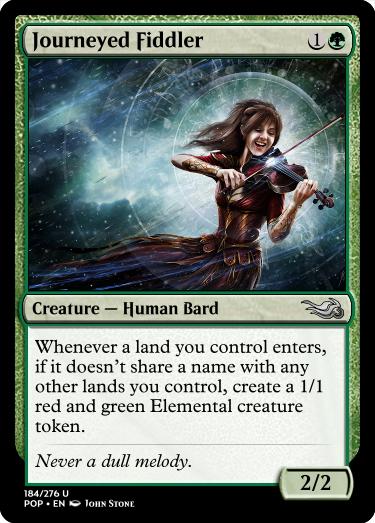 Journeyed Fiddler 1
Creature — Human Bard
Whenever a land you control enters,
if it doesn't share a name with any
other lands you control, create a 1/1
red and green Elemental creature
token.
Never a dull melody.
2/2
184/276 U
POP • EN John Stone